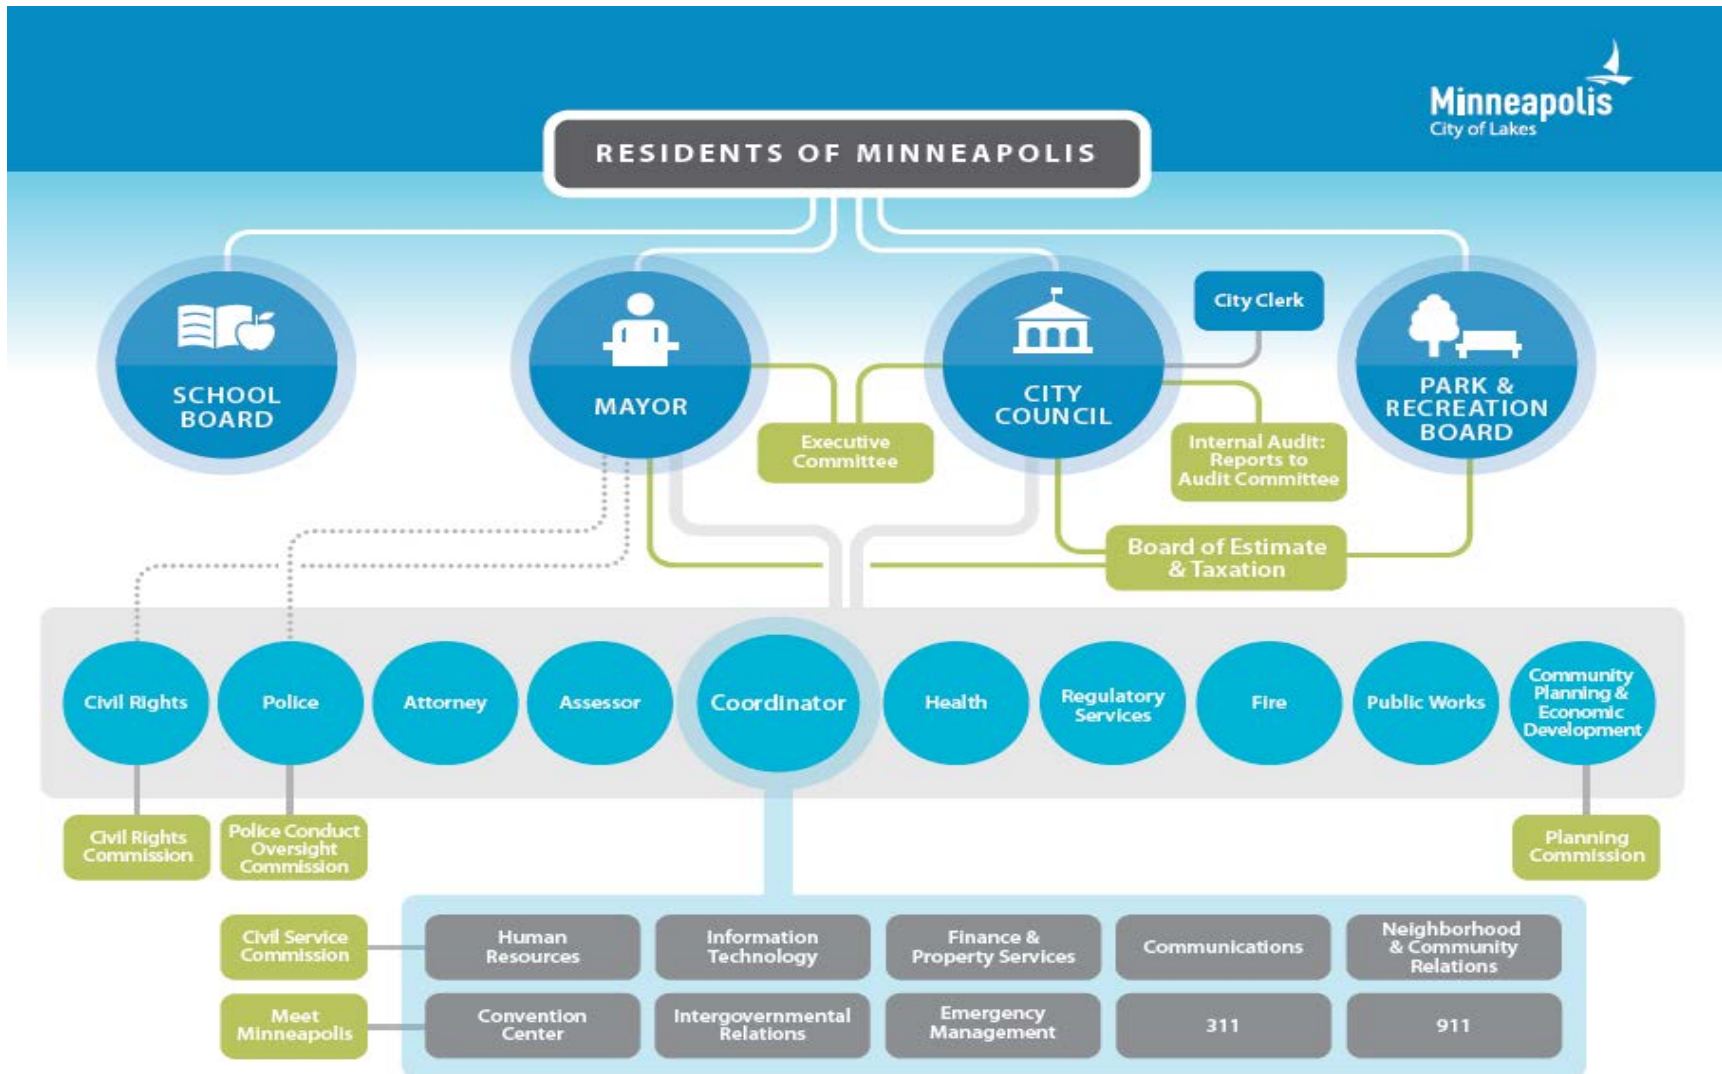 Minneapolis
City of Lakes
RESIDENTS OF MINNEAPOLIS
SCHOOL
BOARD
MAYOR
CITY
COUNCIL
City Clerk
PARK &
RECREATION
BOARD
Executive
Committee
Internal Audit:
Reports to
Audit Committee
Board of Estimate
& Taxation
Civil Rights
Police
Attorney
Assessor
Coordinator
Health
Regulatory
Services
Fire
Public Works
Community
Planning &
Economic
Development
Civil Rights
Commission
Police Conduct
Oversight
Commission
Planning
Commission
Civil Service
Commission
Human
Resources
Information
Technology
Finance &
Property Services
Communications
Neighborhood
& Community
Relations
Meet
Minneapolis
Convention
Center
Intergovernmental
Relations
Emergency
Management
311
911